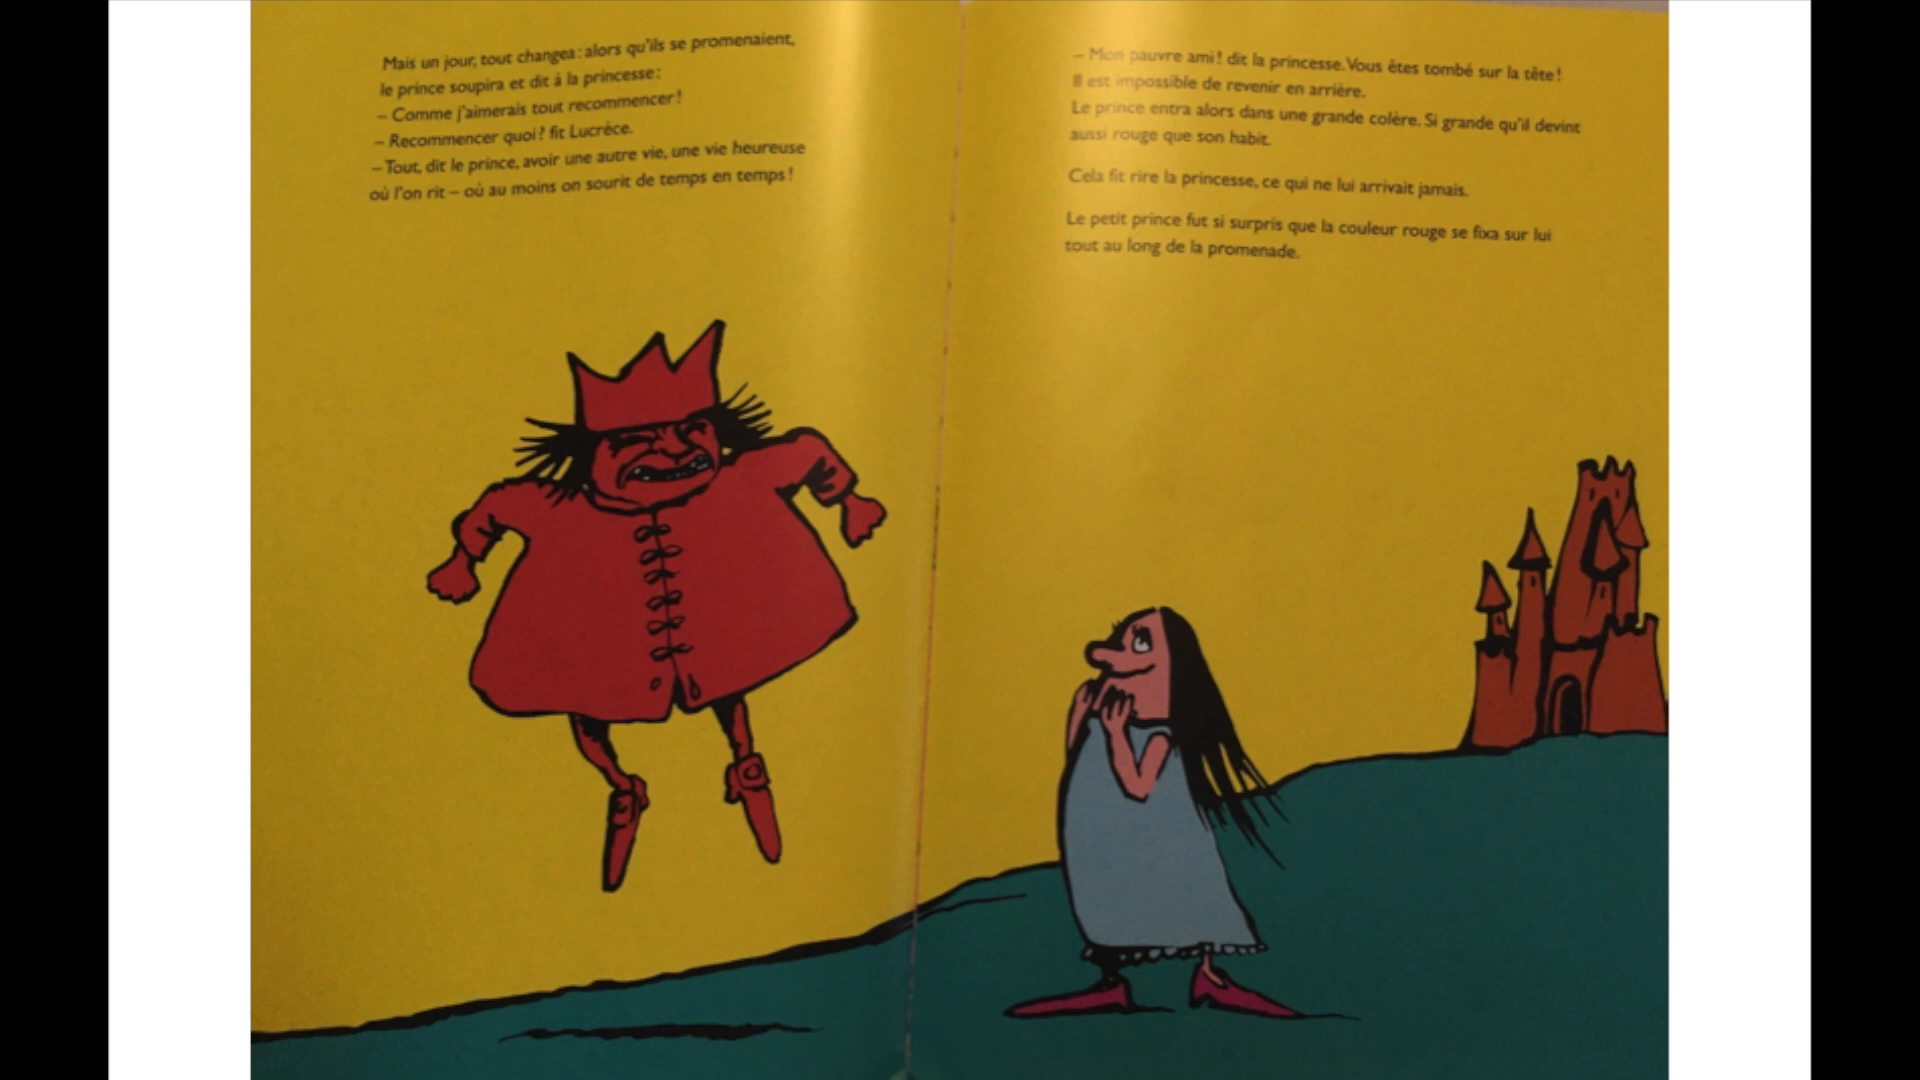 Mais un jour, tout changea : alors qu'ils se promenaient,
le prince soupira et dit à la princesse :
– Comme j'aimerais tout recommencer !
– Recommencer quoi ? fit Lucrèce.
– Tout, dit le prince, avoir une autre vie, une vie heureuse
où l'on rit – où au moins on sourit de temps en temps !
– Mon pauvre ami ! dit la princesse. Vous êtes tombé sur la tête !
Il est impossible de revenir en arrière.
Le prince entra alors dans une grande colère. Si grande qu'il devint
aussi rouge que son habit.
Cela fit rire la princesse, ce qui ne lui arrivait jamais.
Le petit prince fut si surpris que la couleur rouge se fixa sur lui
tout au long de la promenade.